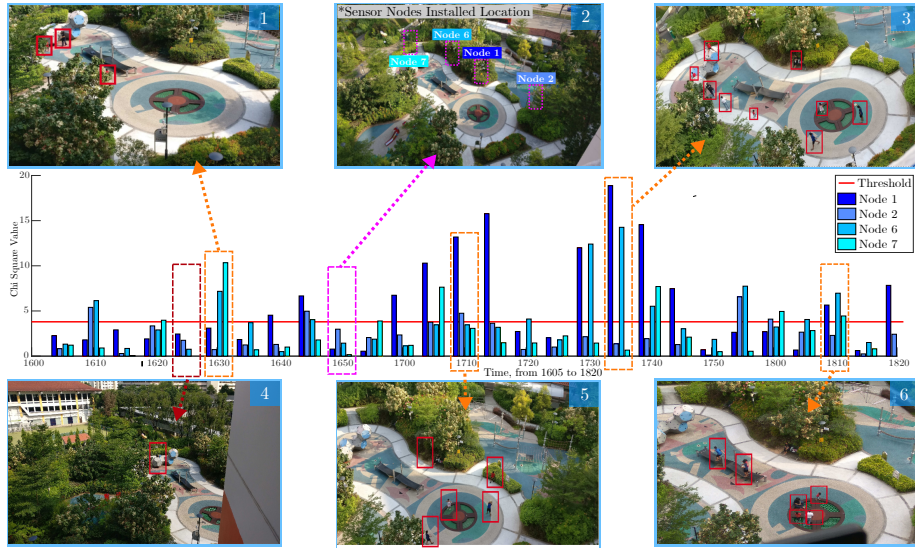 1
*Sensor Nodes Installed Location
2
Node 6
Node 1
Node 7
Node 2
3
20
15
10
5
0
Chi Square Value
Threshold
Node 1
Node 2
Node 6
Node 7
1600 1610 1620 1630 1640 1650 1700 1710 1720 1730 1740 1750 1800 1810 1820
Time, from 1605 to 1820
4
5
6